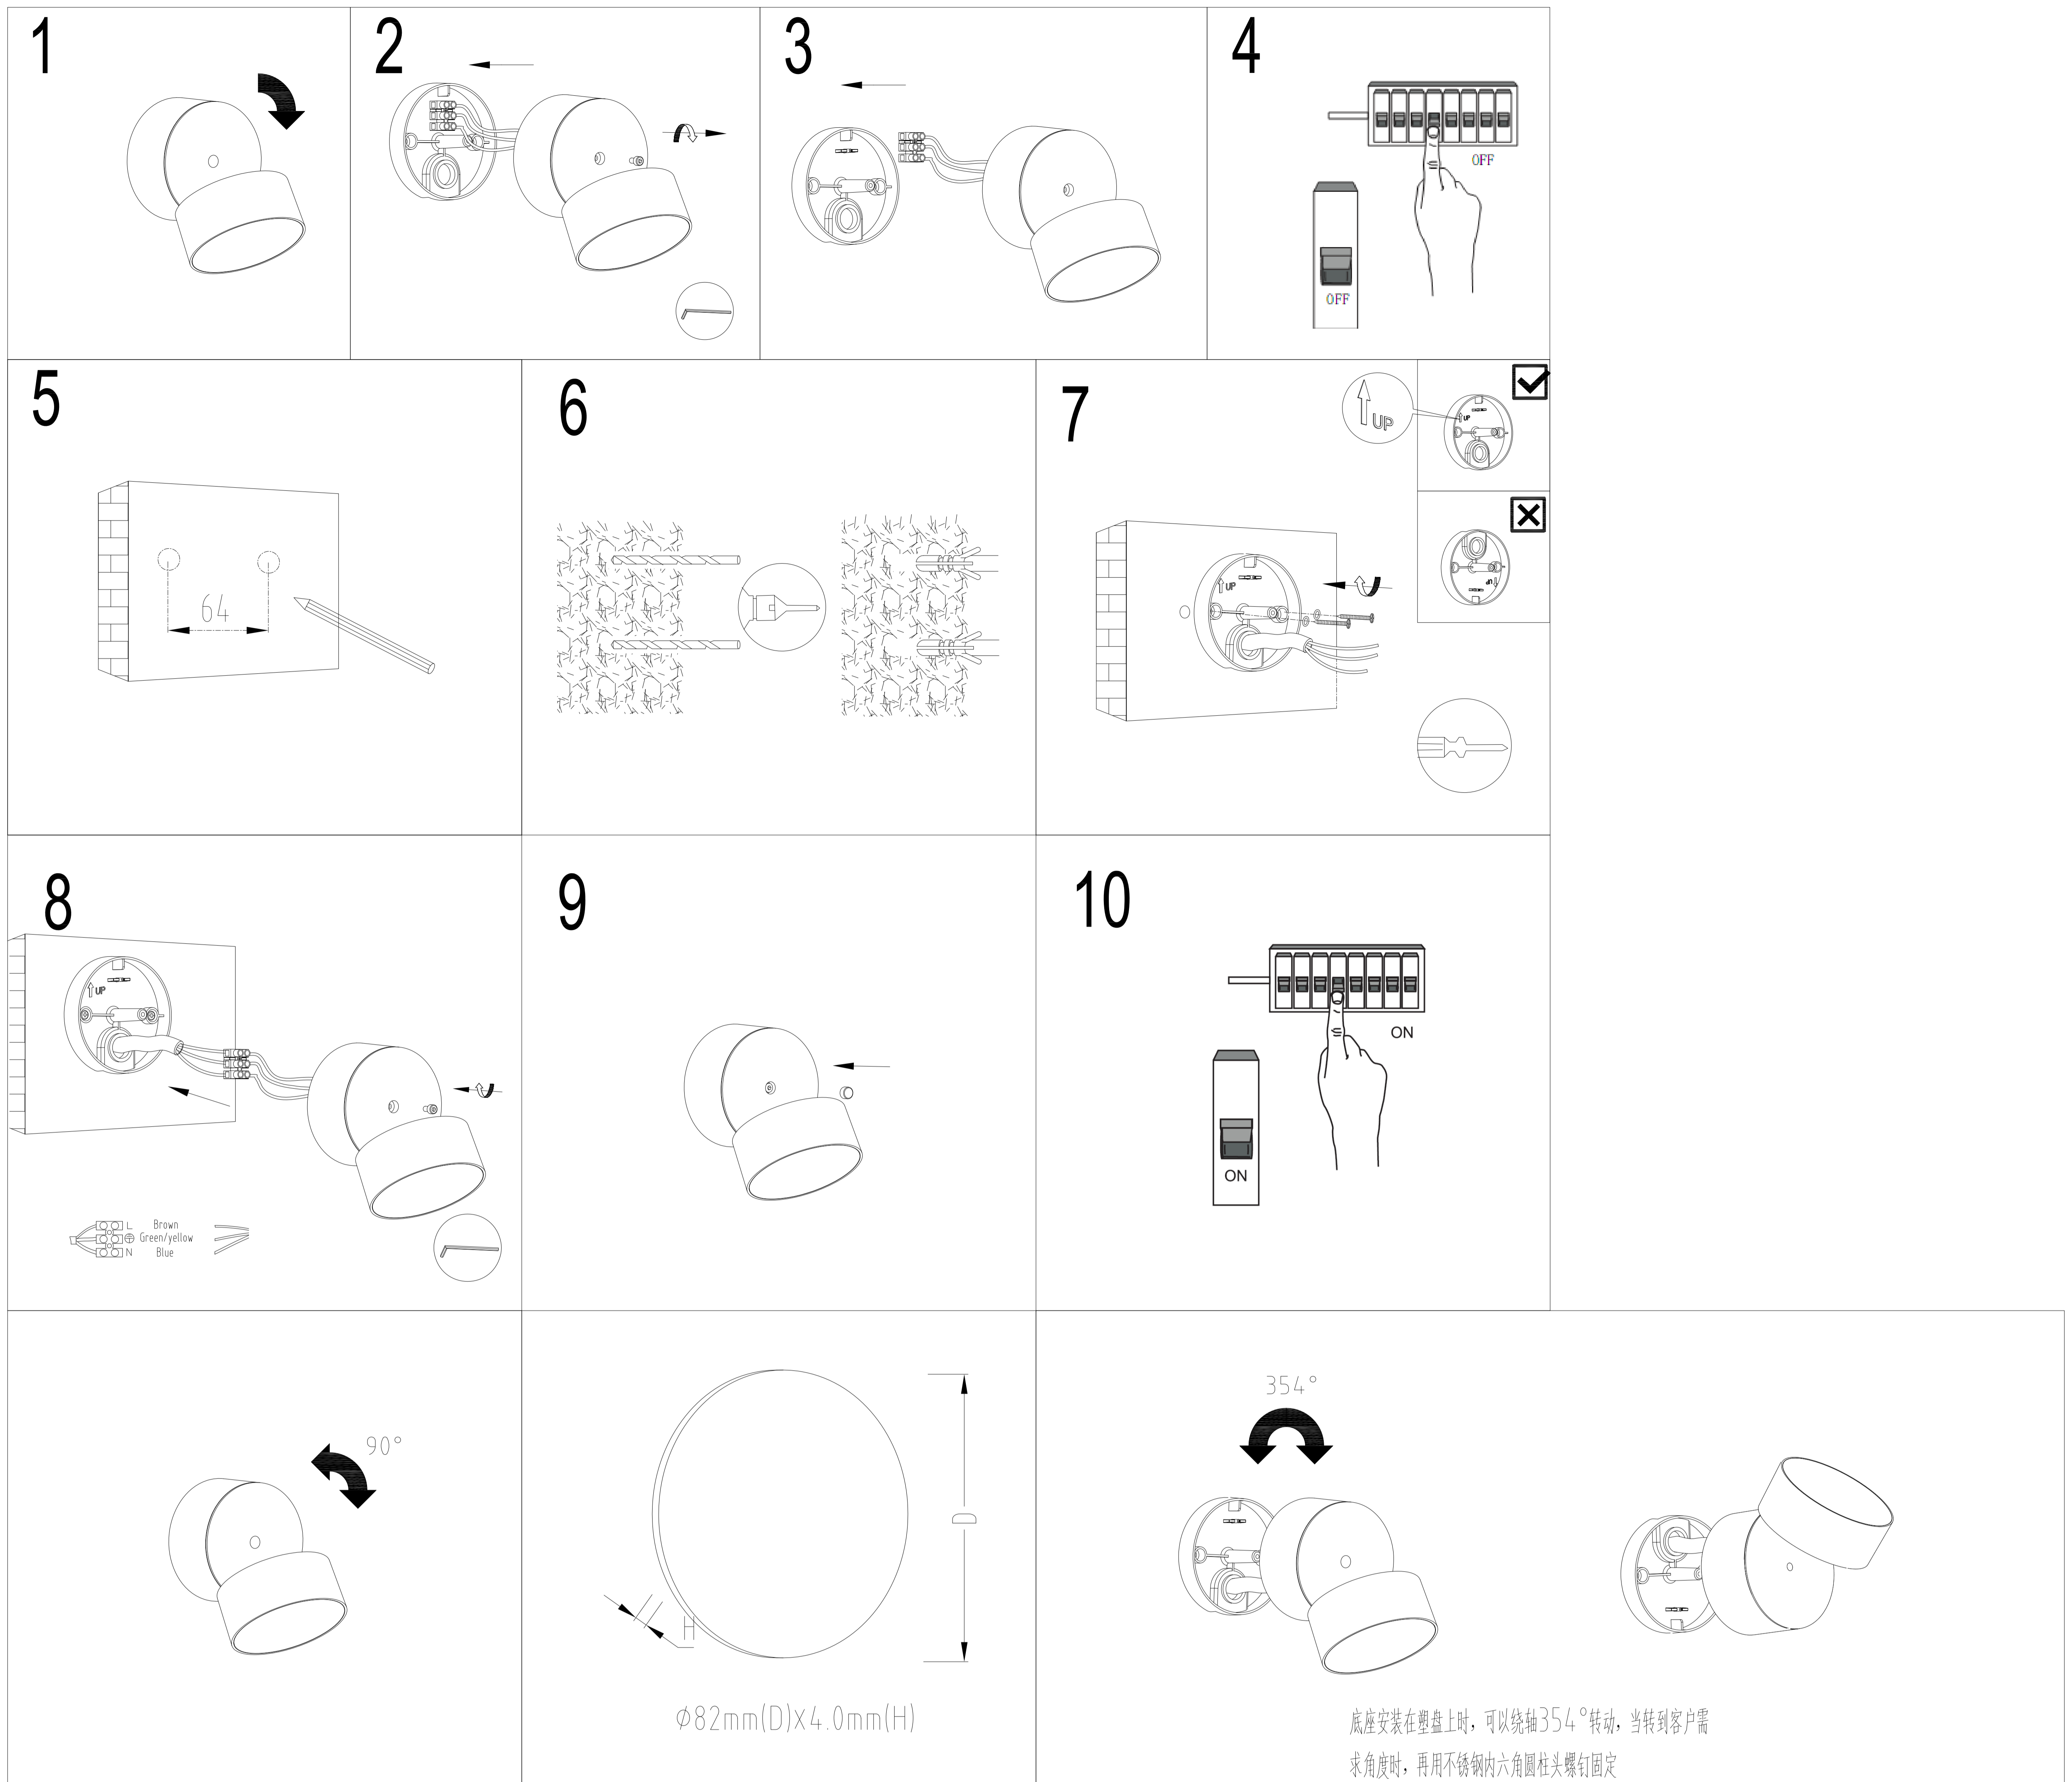 1
2
3
4
OFF
OFF
5
64
6
7
UP
UP
UP
UP
8
UP
L Brown
Green/yellow
N Blue
9
10
ON
ON
90°
D
H
φ82mm(D)X4.0mm(H)
354°
底座安装在塑盘上时，可以绕轴354°转动，当转到客户需
求角度时，再用不锈钢内六角圆柱头螺钉固定